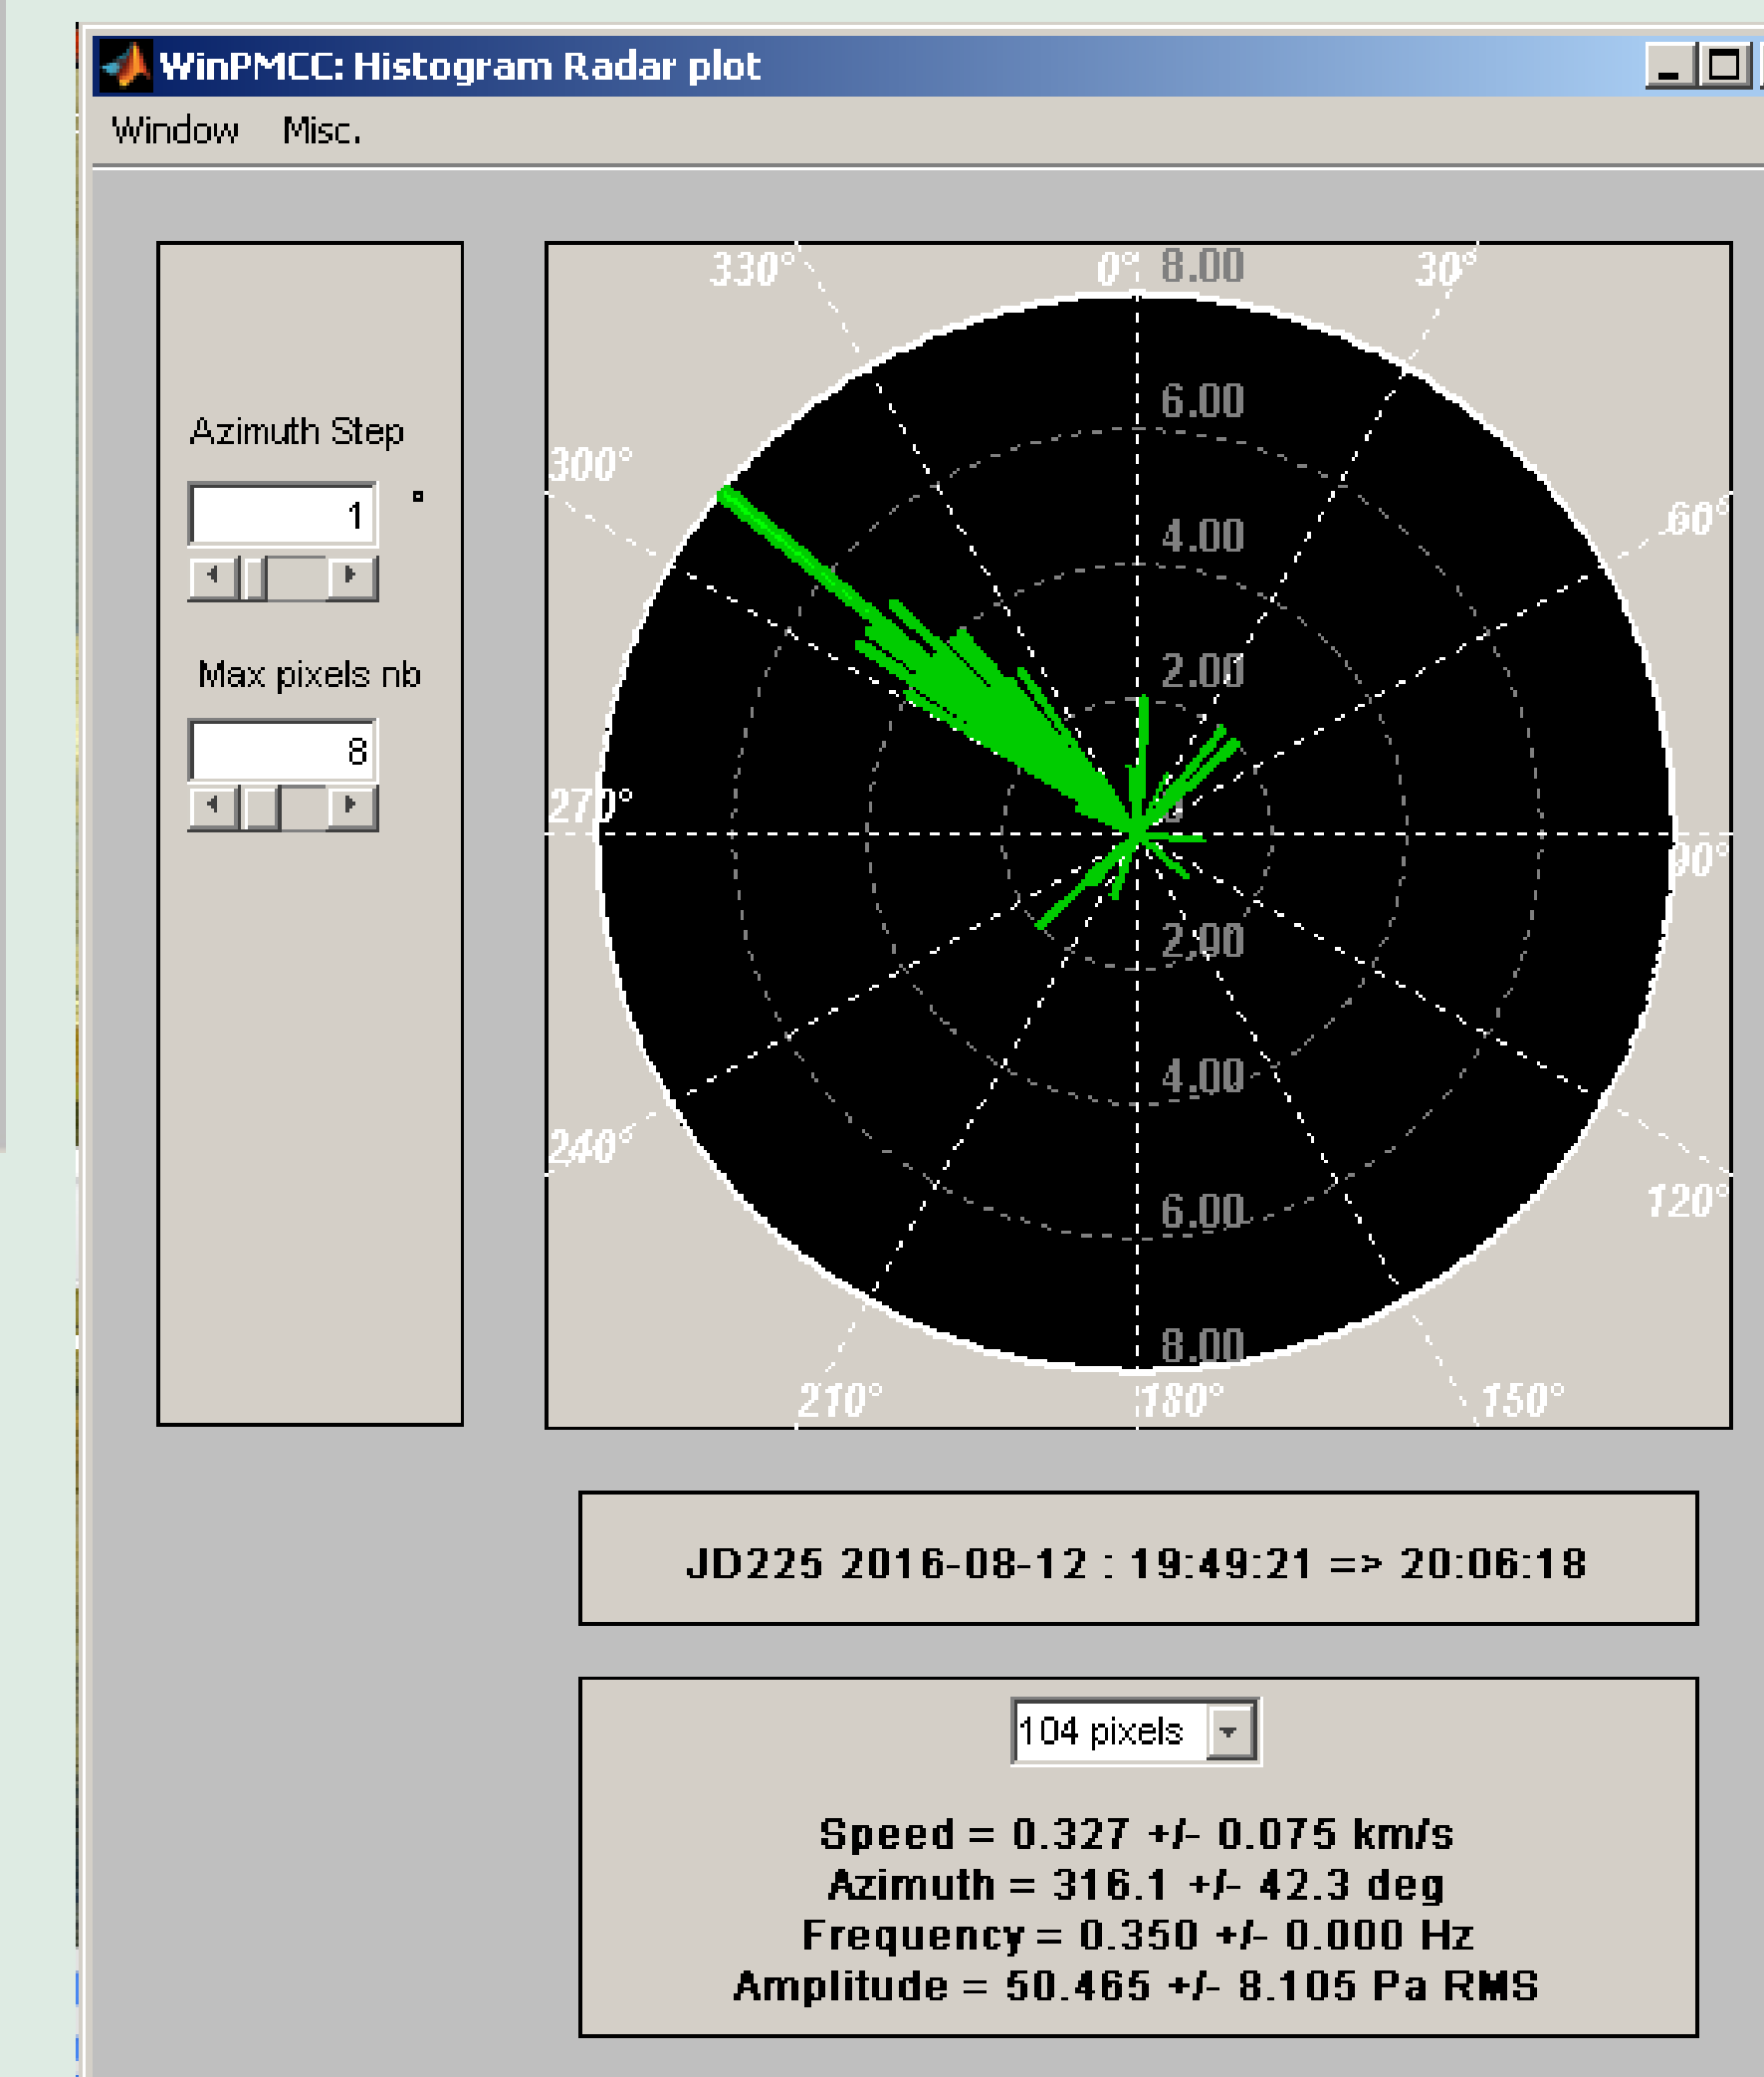 WinPMCC: Histogram Radar plot
Window Misc.
Azimuth Step
1 °
Max pixels nb
8
330° 0° 8.00 30°
6.00
300°
60°
4.00
2.00
270°
90°
2.00
4.00
240°
120°
6.00
8.00
210° 180° 150°
JD225 2016-08-12 : 19:49:21 => 20:06:18
104 pixels
Speed = 0.327 +/- 0.075 km/s
Azimuth = 316.1 +/- 42.3 deg
Frequency = 0.350 +/- 0.000 Hz
Amplitude = 50.465 +/- 8.105 Pa RMS